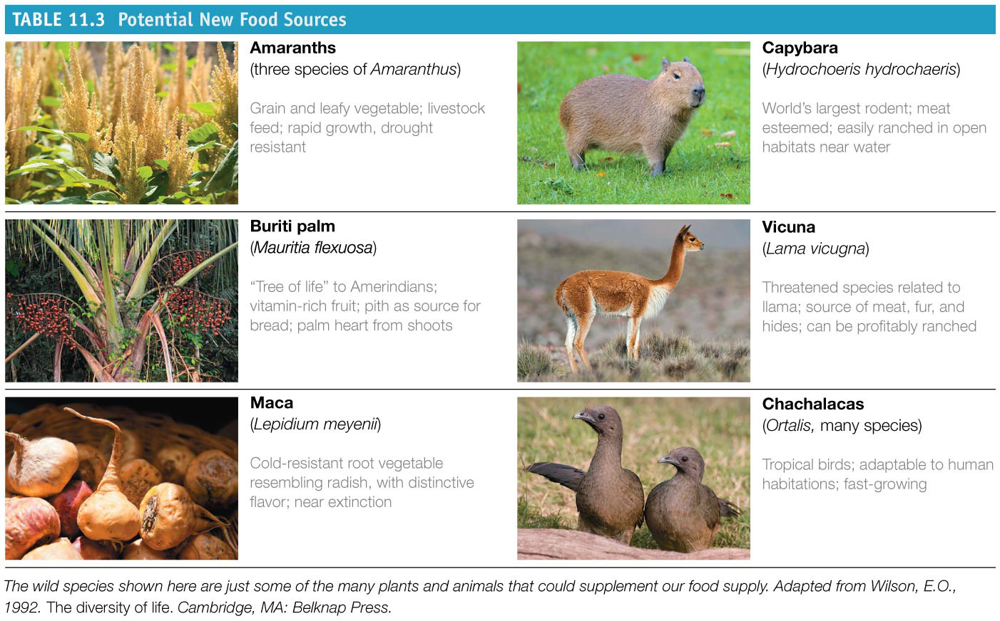 TABLE 11.3 Potential New Food Sources
Amaranths
(three species of Amaranthus)
Grain and leafy vegetable; livestock
feed; rapid growth, drought
resistant
Capybara
(Hydrochoeris hydrochaeris)
World’s largest rodent; meat
esteemed; easily ranched in open
habitats near water
Buriti palm
(Mauritia flexuosa)
“Tree of life” to Amerindians;
vitamin-rich fruit; pith as source for
bread; palm heart from shoots
Vicuna
(Lama vicugna)
Threatened species related to
llama; source of meat, fur, and
hides; can be profitably ranched
Maca
(Lepidium meyenii)
Cold-resistant root vegetable
resembling radish, with distinctive
flavor; near extinction
Chachalacas
(Ortalis, many species)
Tropical birds; adaptable to human
habitations; fast-growing
The wild species shown here are just some of the many plants and animals that could supplement our food supply. Adapted from Wilson, E.O.,
1992. The diversity of life. Cambridge, MA: Belknap Press.